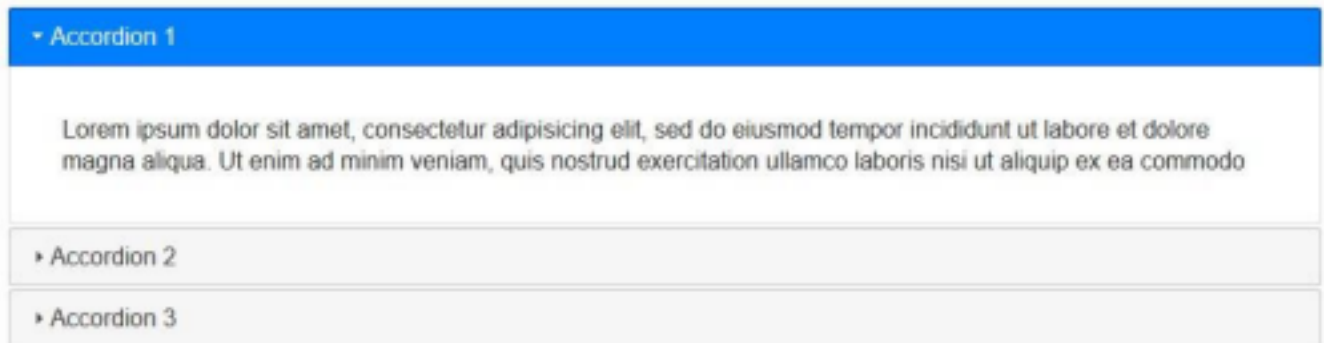 Accordion 1
Lorem ipsum dolor sit amet, consectetur adipisicing elit, sed do eiusmod tempor incididunt ut labore et dolore
magna aliqua. Ut enim ad minim veniam, quis nostrud exercitation ullamco laboris nisi ut aliquip ex ea commodo
Accordion 2
Accordion 3